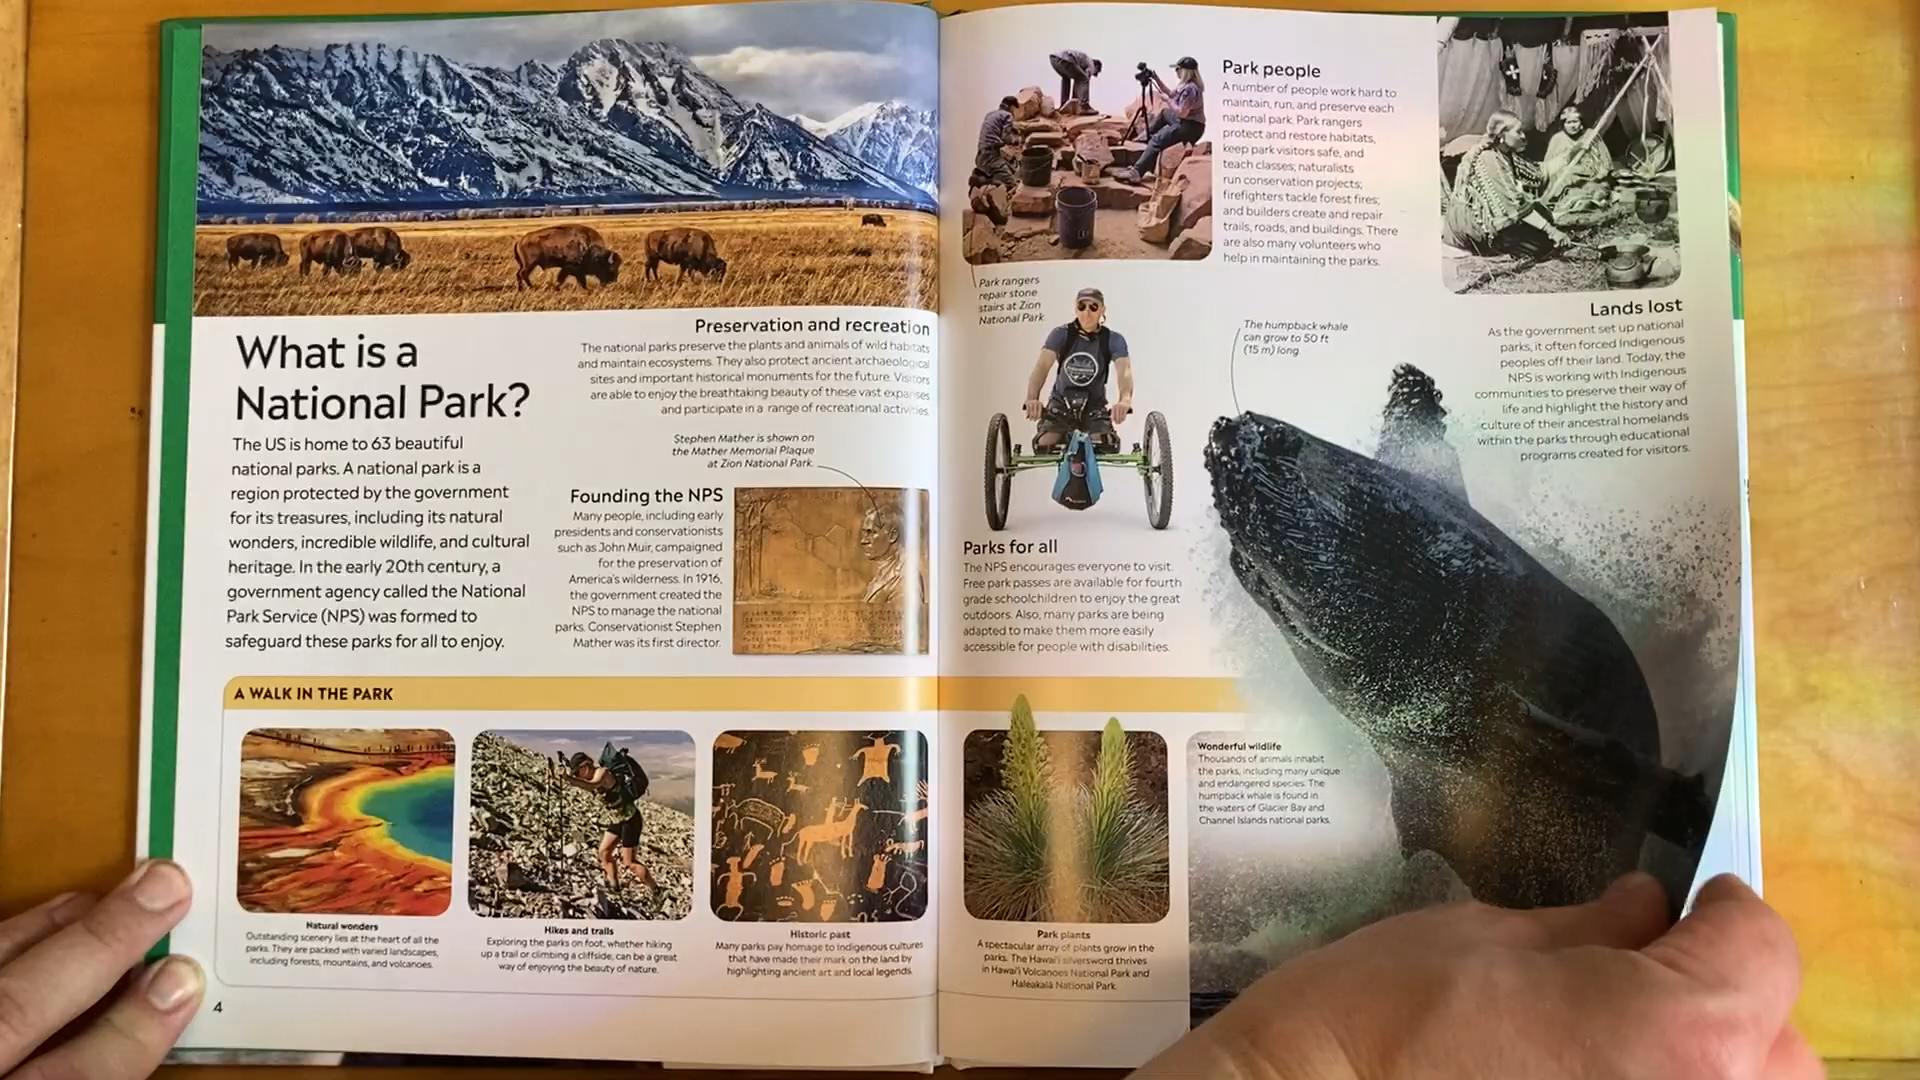 What is a
National Park?
The US is home to 63 beautiful
national parks. A national park is a
region protected by the government
for its treasures, including its natural
wonders, incredible wildlife, and cultural
heritage. In the early 20th century, a
government agency called the National
Park Service (NPS) was formed to
safeguard these parks for all to enjoy.
Preservation and recreation
The national parks preserve the plants and animals of wild habitats
and maintain ecosystems. They also protect ancient archaeological
sites and important historical monuments for the future. Visitors
are able to enjoy the breathtaking beauty of these vast expanses
and participate in a range of recreational activities.
Stephen Mather is shown on
the Mather Memorial Plaque
at Zion National Park.
Founding the NPS
Many people, including early
presidents and conservationists
such as John Muir, campaigned
for the preservation of
America's wilderness. In 1916,
the government created the
NPS to manage the national
parks. Conservationist Stephen
Mather was its first director.
A WALK IN THE PARK
Natural wonders
Outstanding scenery lies at the heart of all the
parks. They are packed with varied landscapes,
including forests, mountains, and volcanoes.
Hikes and trails
Exploring the parks on foot, whether hiking
up a trail or climbing a cliffside, can be a great
way of enjoying the beauty of nature.
Historic past
Many parks pay homage to Indigenous cultures
that have made their mark on the land by
highlighting ancient art and local legends.
4
Park rangers
repair stone
stairs at Zion
National Park.
Park people
A number of people work hard to
maintain, run, and preserve each
national park. Park rangers
protect and restore habitats,
keep park visitors safe, and
teach classes; naturalists
run conservation projects;
firefighters tackle forest fires;
and builders create and repair
trails, roads, and buildings. There
are also many volunteers who
help in maintaining the parks.
Lands lost
As the government set up national
parks, it often forced Indigenous
peoples off their land. Today, the
NPS is working with Indigenous
communities to preserve their way of
life and highlight the history and
culture of their ancestral homelands
within the parks through educational
programs created for visitors.
The humpback whale
can grow to 50 ft
(15 m) long.
Parks for all
The NPS encourages everyone to visit.
Free park passes are available for fourth
grade schoolchildren to enjoy the great
outdoors. Also, many parks are being
adapted to make them more easily
accessible for people with disabilities.
Park plants
A spectacular array of plants grow in the
parks. The Hawai'i silversword thrives
in Hawai'i Volcanoes National Park and
Haleakalā National Park.
Wonderful wildlife
Thousands of animals inhabit
the parks, including many unique
and endangered species. The
humpback whale is found in
the waters of Glacier Bay and
Channel Islands national parks.